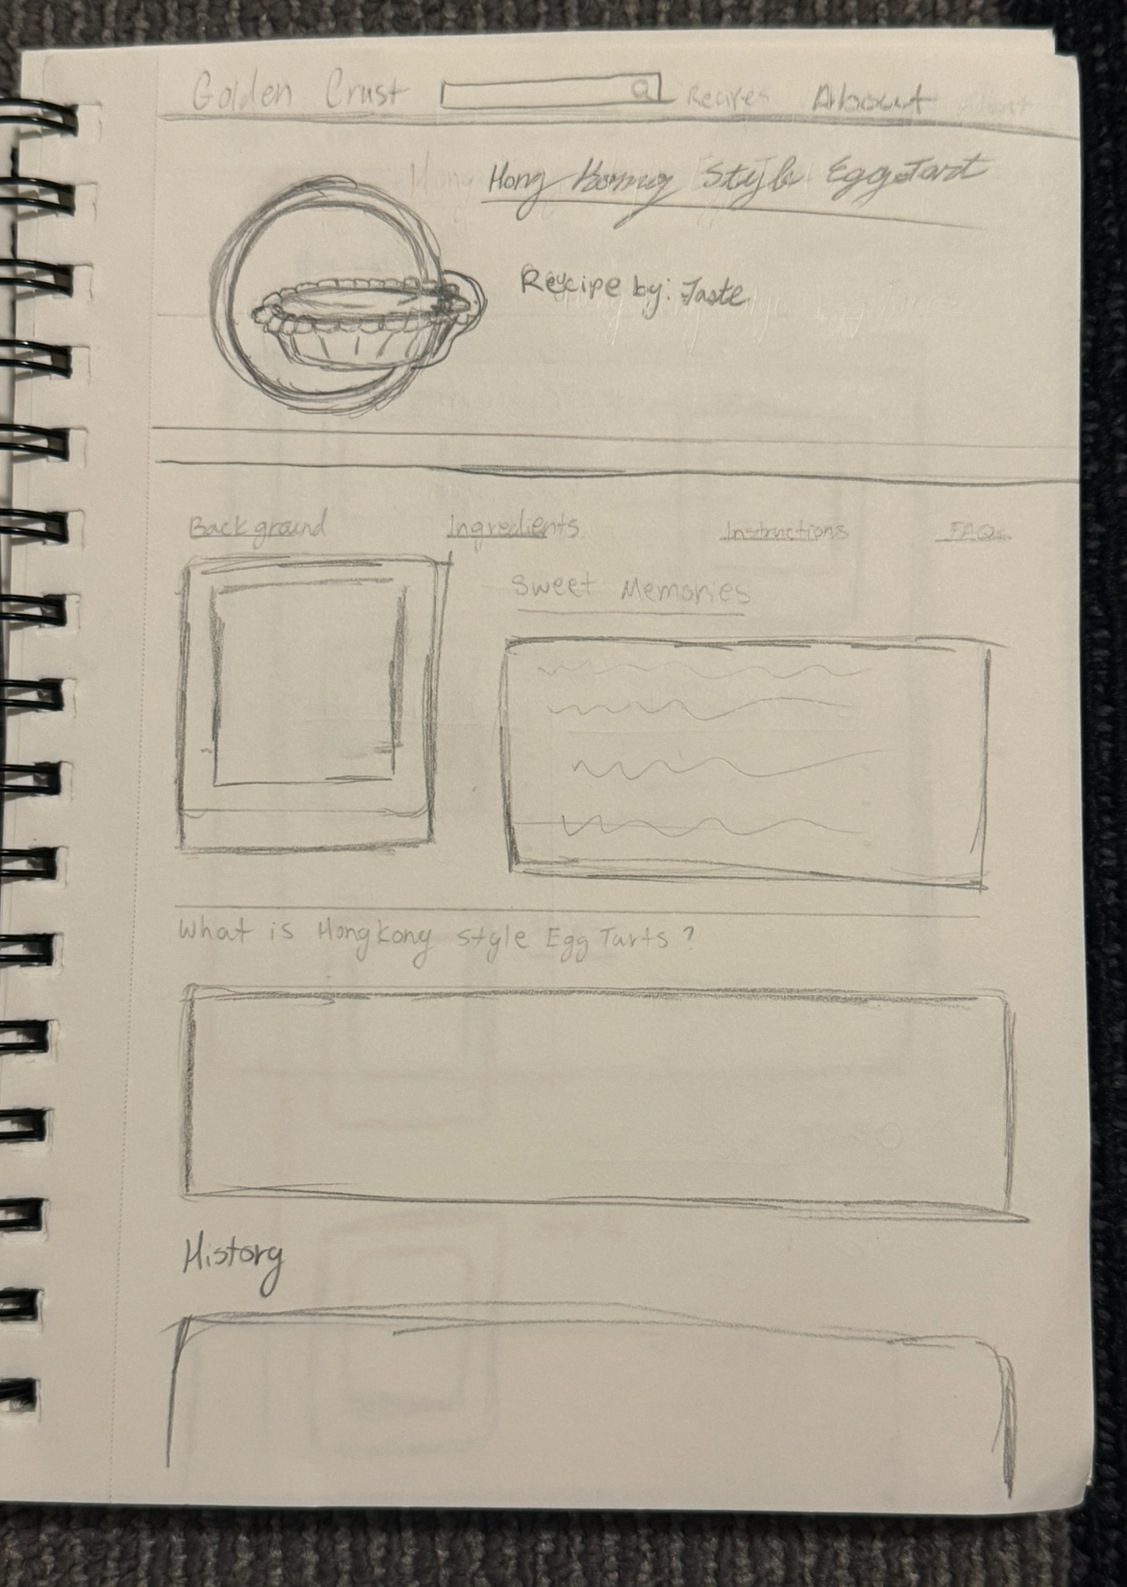 Golden Crust Recipes About
Hong Kong Style Egg Tart
Recipe by: Taste
Background Ingredients Instructions FAQs
Sweet Memories
What is Hongkong Style Egg Tarts ?
History